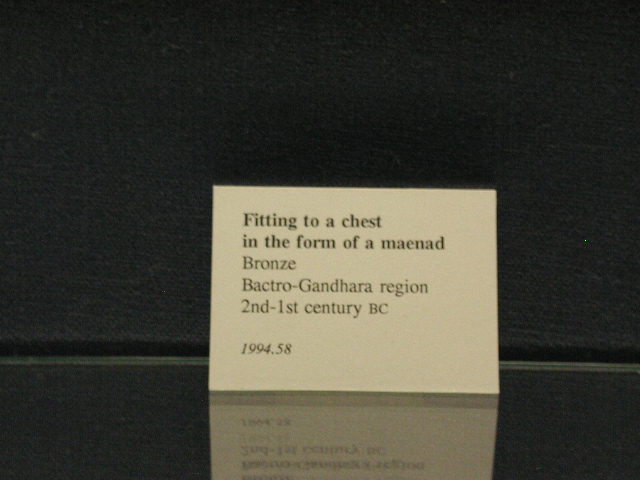 Fitting to a chest
in the form of a maenad
Bronze
Bactro-Gandhara region
2nd-1st century BC
1994.58